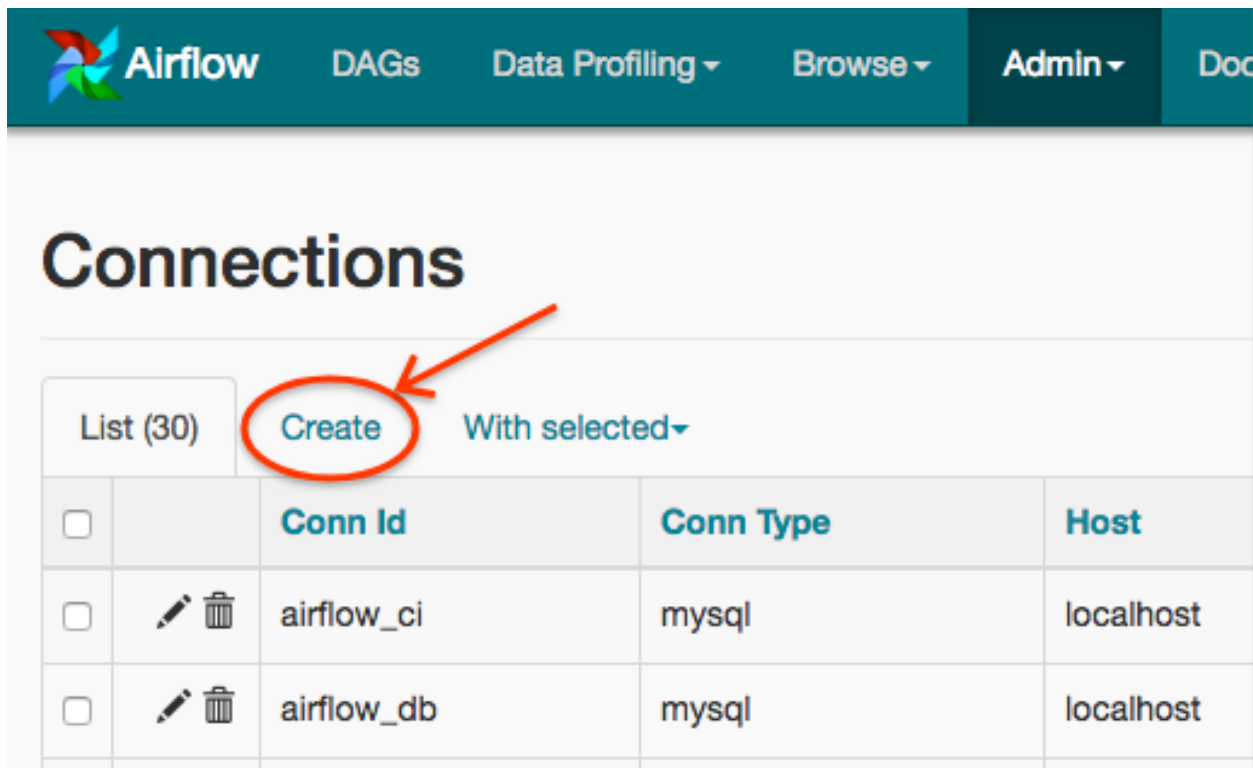 Airflow DAGs Data Profiling Browse Admin
Connections
List (30) Create With selected
Conn Id Conn Type Host
airflow_ci mysql localhost
airflow_db mysql localhost